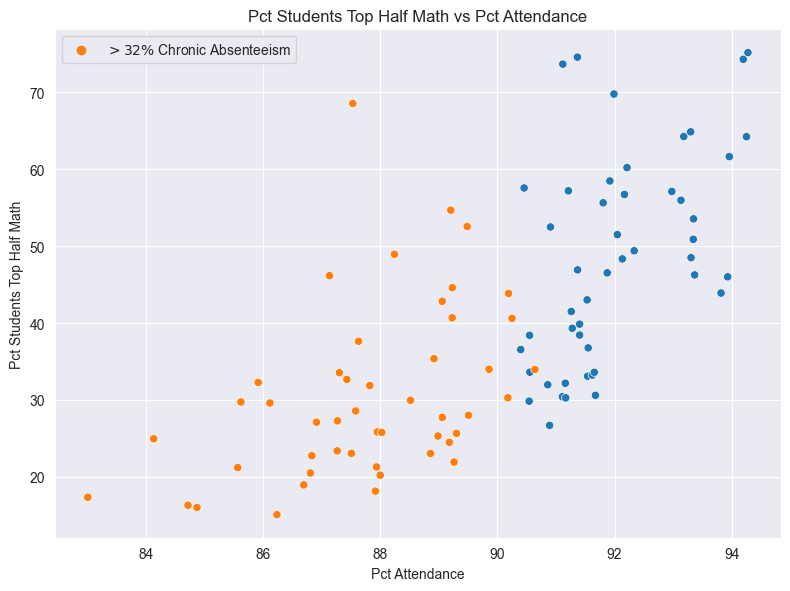 Pct Students Top Half Math vs Pct Attendance
> 32% Chronic Absenteeism
Pct Students Top Half Math
70
60
50
40
30
20
84 86 88 90 92 94
Pct Attendance